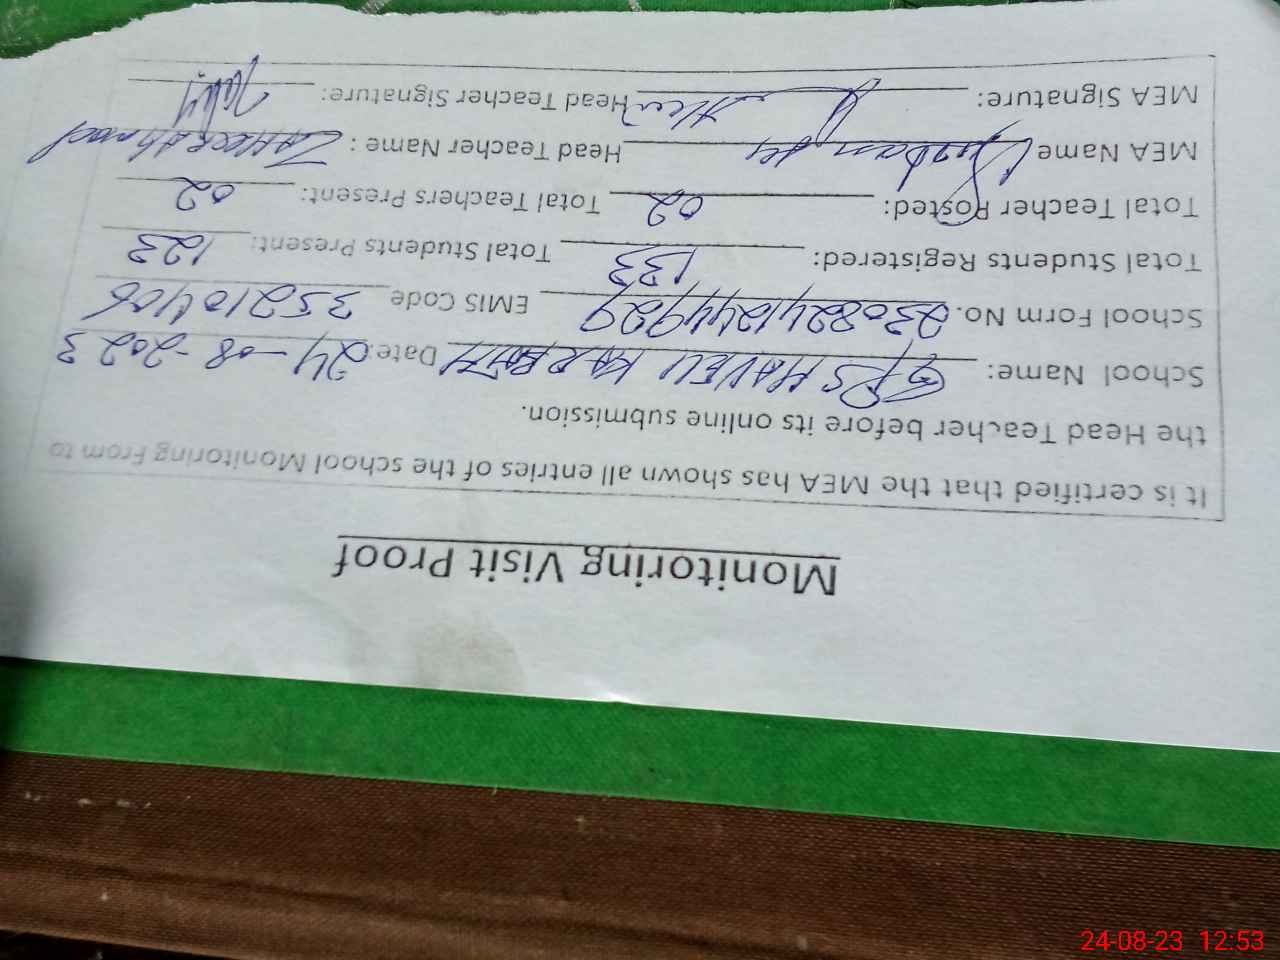 Monitoring Visit Proof
It is certified that the MEA has shown all entries of the school Monitoring From to
the Head Teacher before its online submission.
School Name: GPS HAVELI KARBATH Date: 24-08-2023
School Form No. 230824124929 EMIS Code 35210406
Total Students Registered: 133 Total Students Present: 123
Total Teacher Posted: 02 Total Teachers Present: 02
MEA Name Head Teacher Name : Zaheer Ahmad
MEA Signature: Head Teacher Signature:
24-08-23 12:53